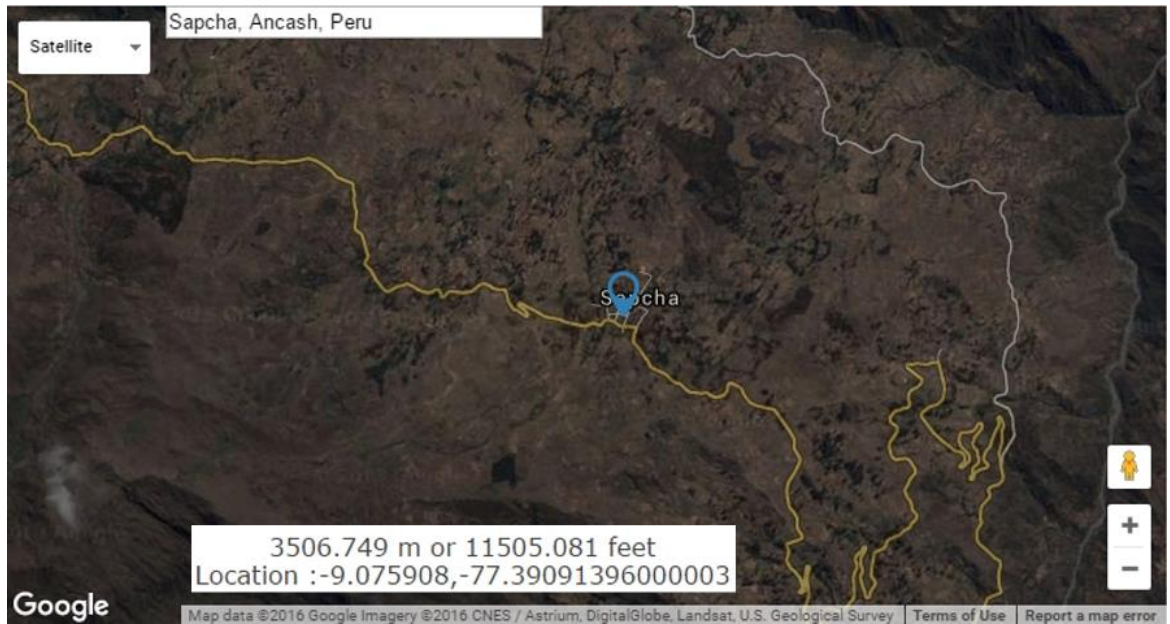 Sapcha, Ancash, Peru
Satellite
Sapcha
3506.749 m or 11505.081 feet
Location :-9.075908,-77.39091396000003
+
−
Google
Map data ©2016 Google Imagery ©2016 CNES / Astrium, DigitalGlobe, Landsat, U.S. Geological Survey
Terms of Use
Report a map error